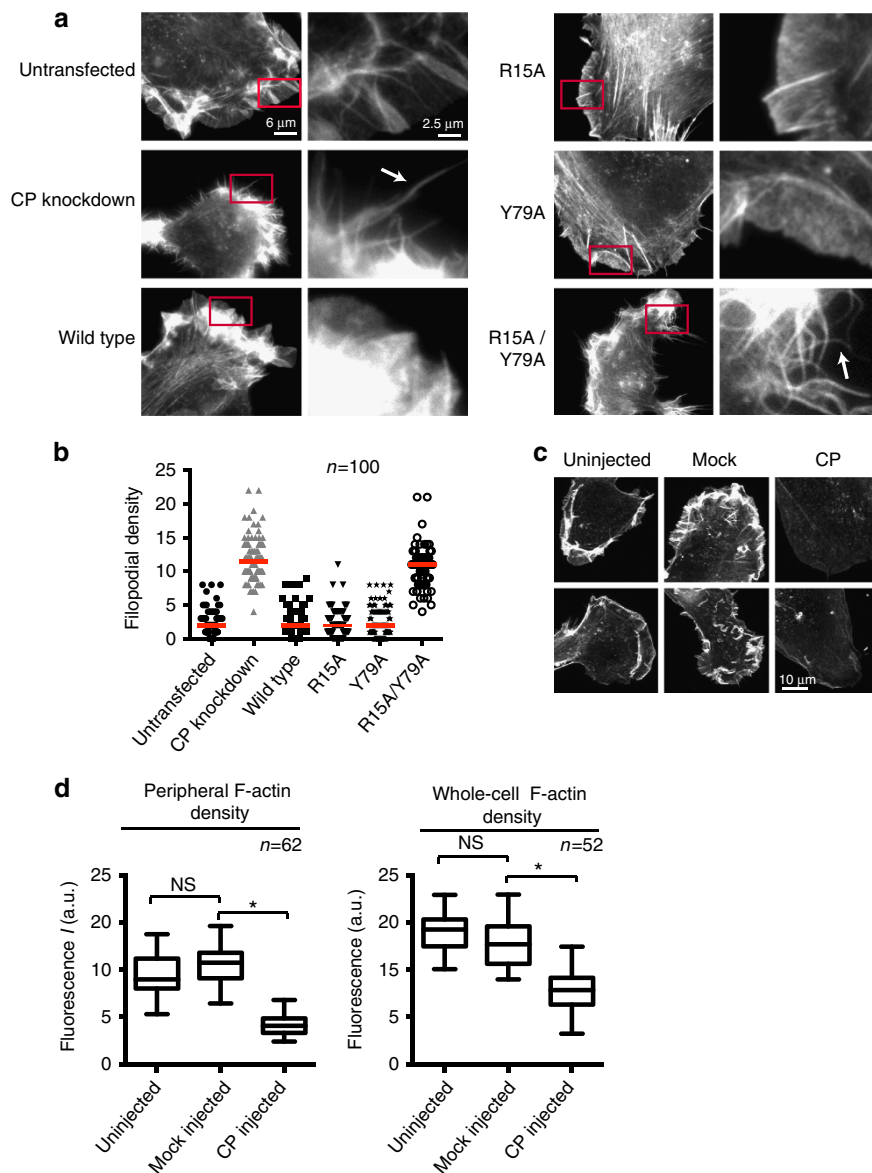 a
Untransfected
6 µm
2.5 µm
CP knockdown
Wild type
R15A
Y79A
R15A /
Y79A
b
n=100
Filopodial density
25
20
15
10
5
0
Untransfected
CP knockdown
Wild type
R15A
Y79A
R15A/Y79A
c
Uninjected
Mock
CP
10 µm
d
Peripheral F-actin
density
n=62
NS
*
Fluorescence I (a.u.)
25
20
10
5
0
Uninjected
Mock injected
CP injected
Whole-cell F-actin
density
NS
n=52
*
Fluorescence (a.u.)
25
20
15
5
0
Uninjected
Mock injected
CP injected